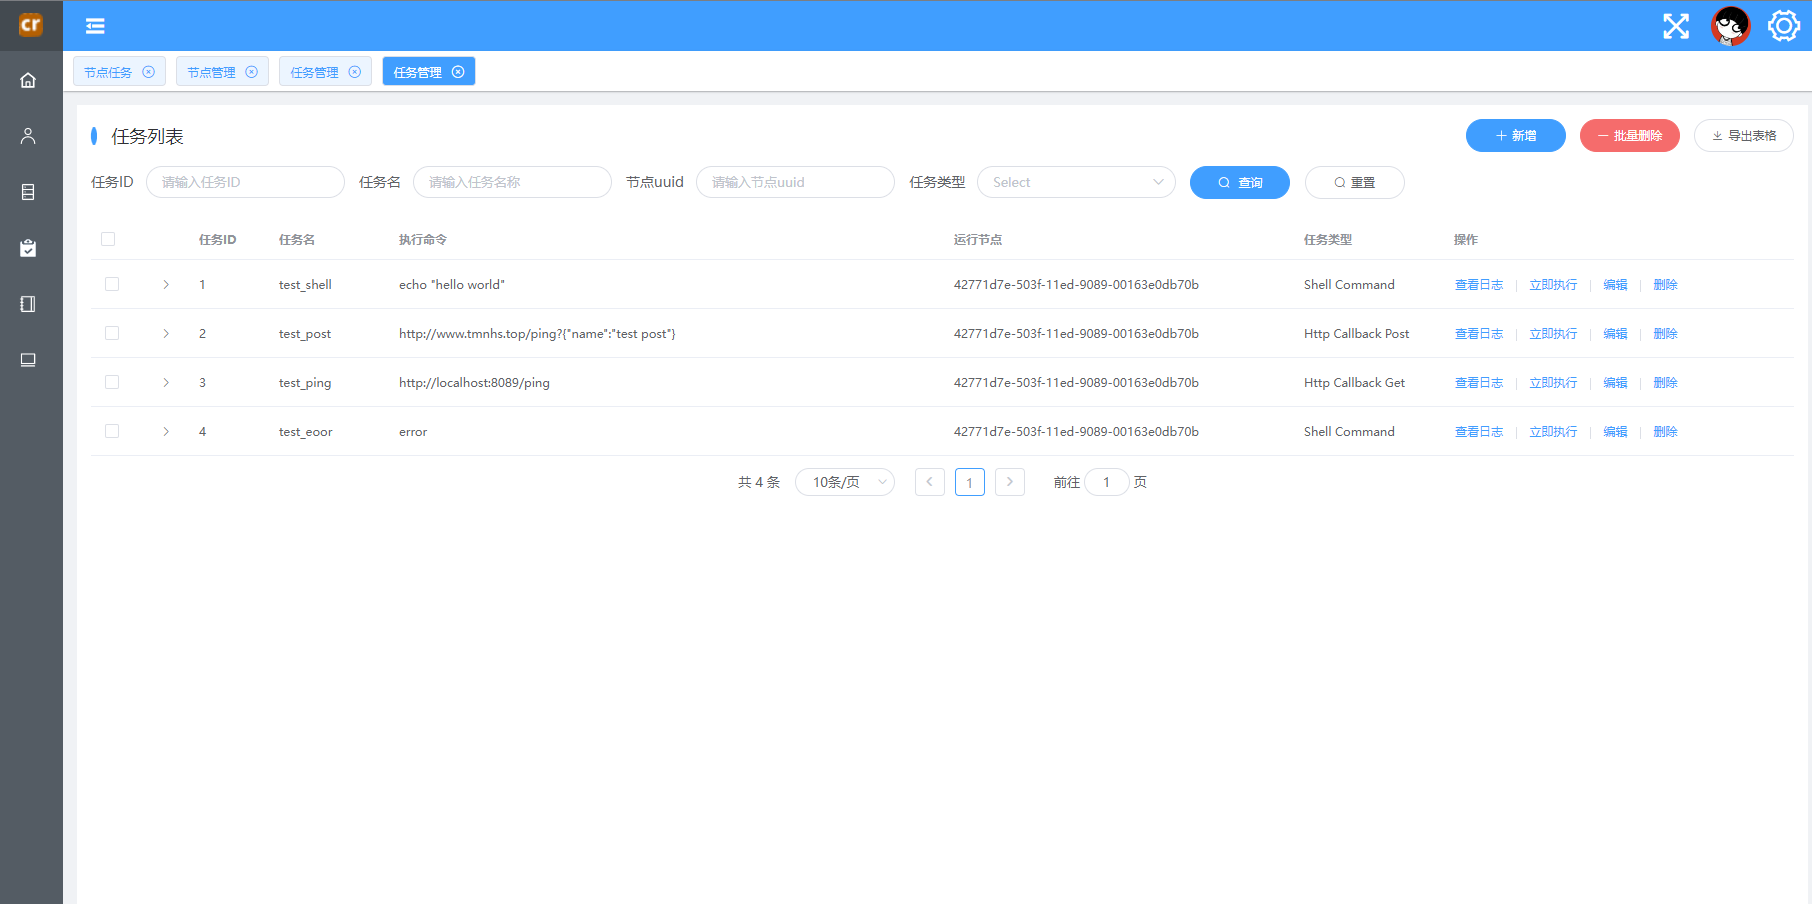 cr
节点任务 节点管理 任务管理 任务管理
任务列表 新增 批量删除 导出表格
任务ID 请输入任务ID 任务名 请输入任务名称 节点uuid 请输入节点uuid 任务类型 Select 查询 重置
任务ID 任务名 执行命令 运行节点 任务类型 操作
1 test_shell echo "hello world" 42771d7e-503f-11ed-9089-00163e0db70b Shell Command 查看日志 立即执行 编辑 删除
2 test_post http://www.tmnhs.top/ping?{"name":"test post"} 42771d7e-503f-11ed-9089-00163e0db70b Http Callback Post 查看日志 立即执行 编辑 删除
3 test_ping http://localhost:8089/ping 42771d7e-503f-11ed-9089-00163e0db70b Http Callback Get 查看日志 立即执行 编辑 删除
4 test_eoor error 42771d7e-503f-11ed-9089-00163e0db70b Shell Command 查看日志 立即执行 编辑 删除
共 4 条 10条/页 1 前往 1 页